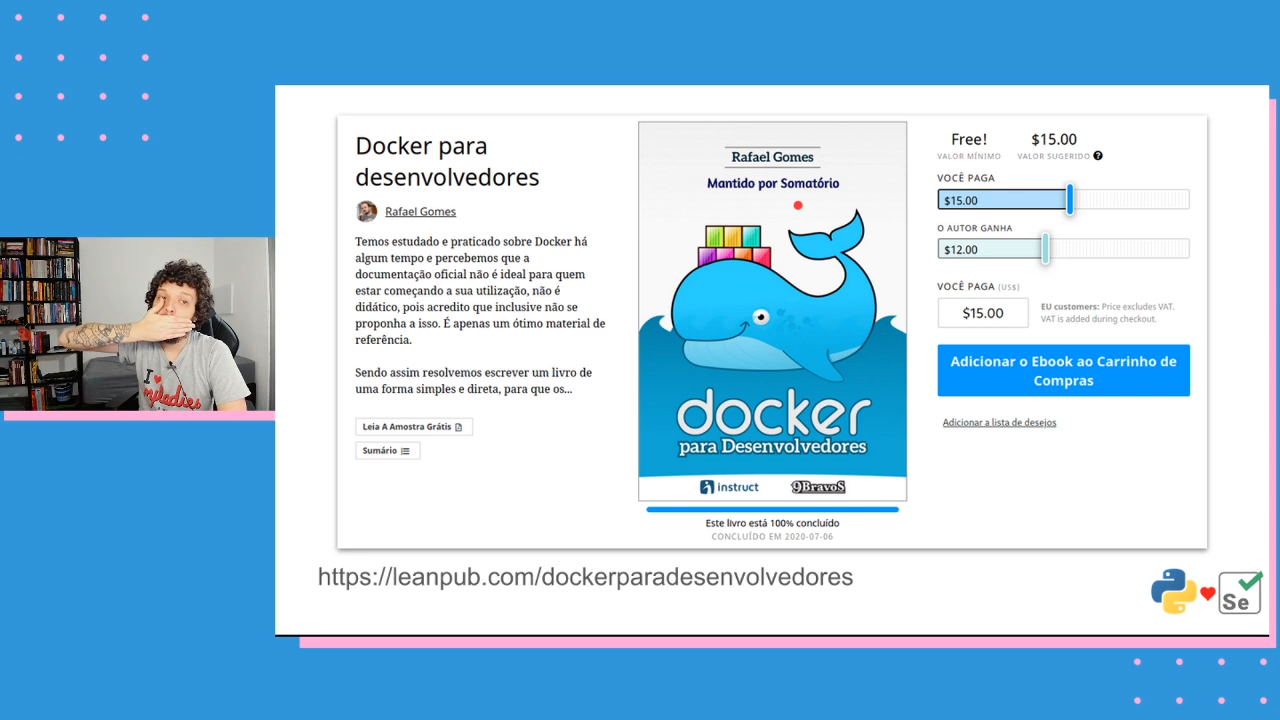 Docker para
desenvolvedores
Rafael Gomes
Temos estudado e praticado sobre Docker há
algum tempo e percebemos que a
documentação oficial não é ideal para quem
estar começando a sua utilização, não é
didático, pois acredito que inclusive não se
proponha a isso. É apenas um ótimo material de
referência.
Sendo assim resolvemos escrever um livro de
uma forma simples e direta, para que os...
Leia A Amostra Grátis
Sumário
Rafael Gomes
Mantido por Somatório
docker
para Desenvolvedores
instruct
9BravoS
Este livro está 100% concluído
CONCLUÍDO EM 2020-07-06
Free!
$15.00
VALOR MÍNIMO
VALOR SUGERIDO ?
VOCÊ PAGA
$15.00
O AUTOR GANHA
$12.00
VOCÊ PAGA (US$)
$15.00
EU customers: Price excludes VAT.
VAT is added during checkout.
Adicionar o Ebook ao Carrinho de
Compras
Adicionar a lista de desejos
https://leanpub.com/dockerparadesenvolvedores
Se
I